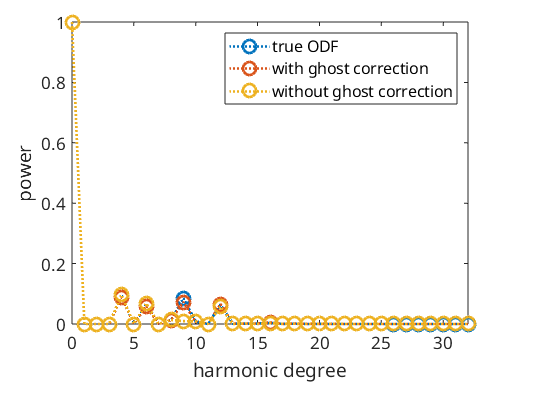 true ODF
with ghost correction
without ghost correction
1
0.8
0.6
0.4
0.2
0
power
0 5 10 15 20 25 30
harmonic degree